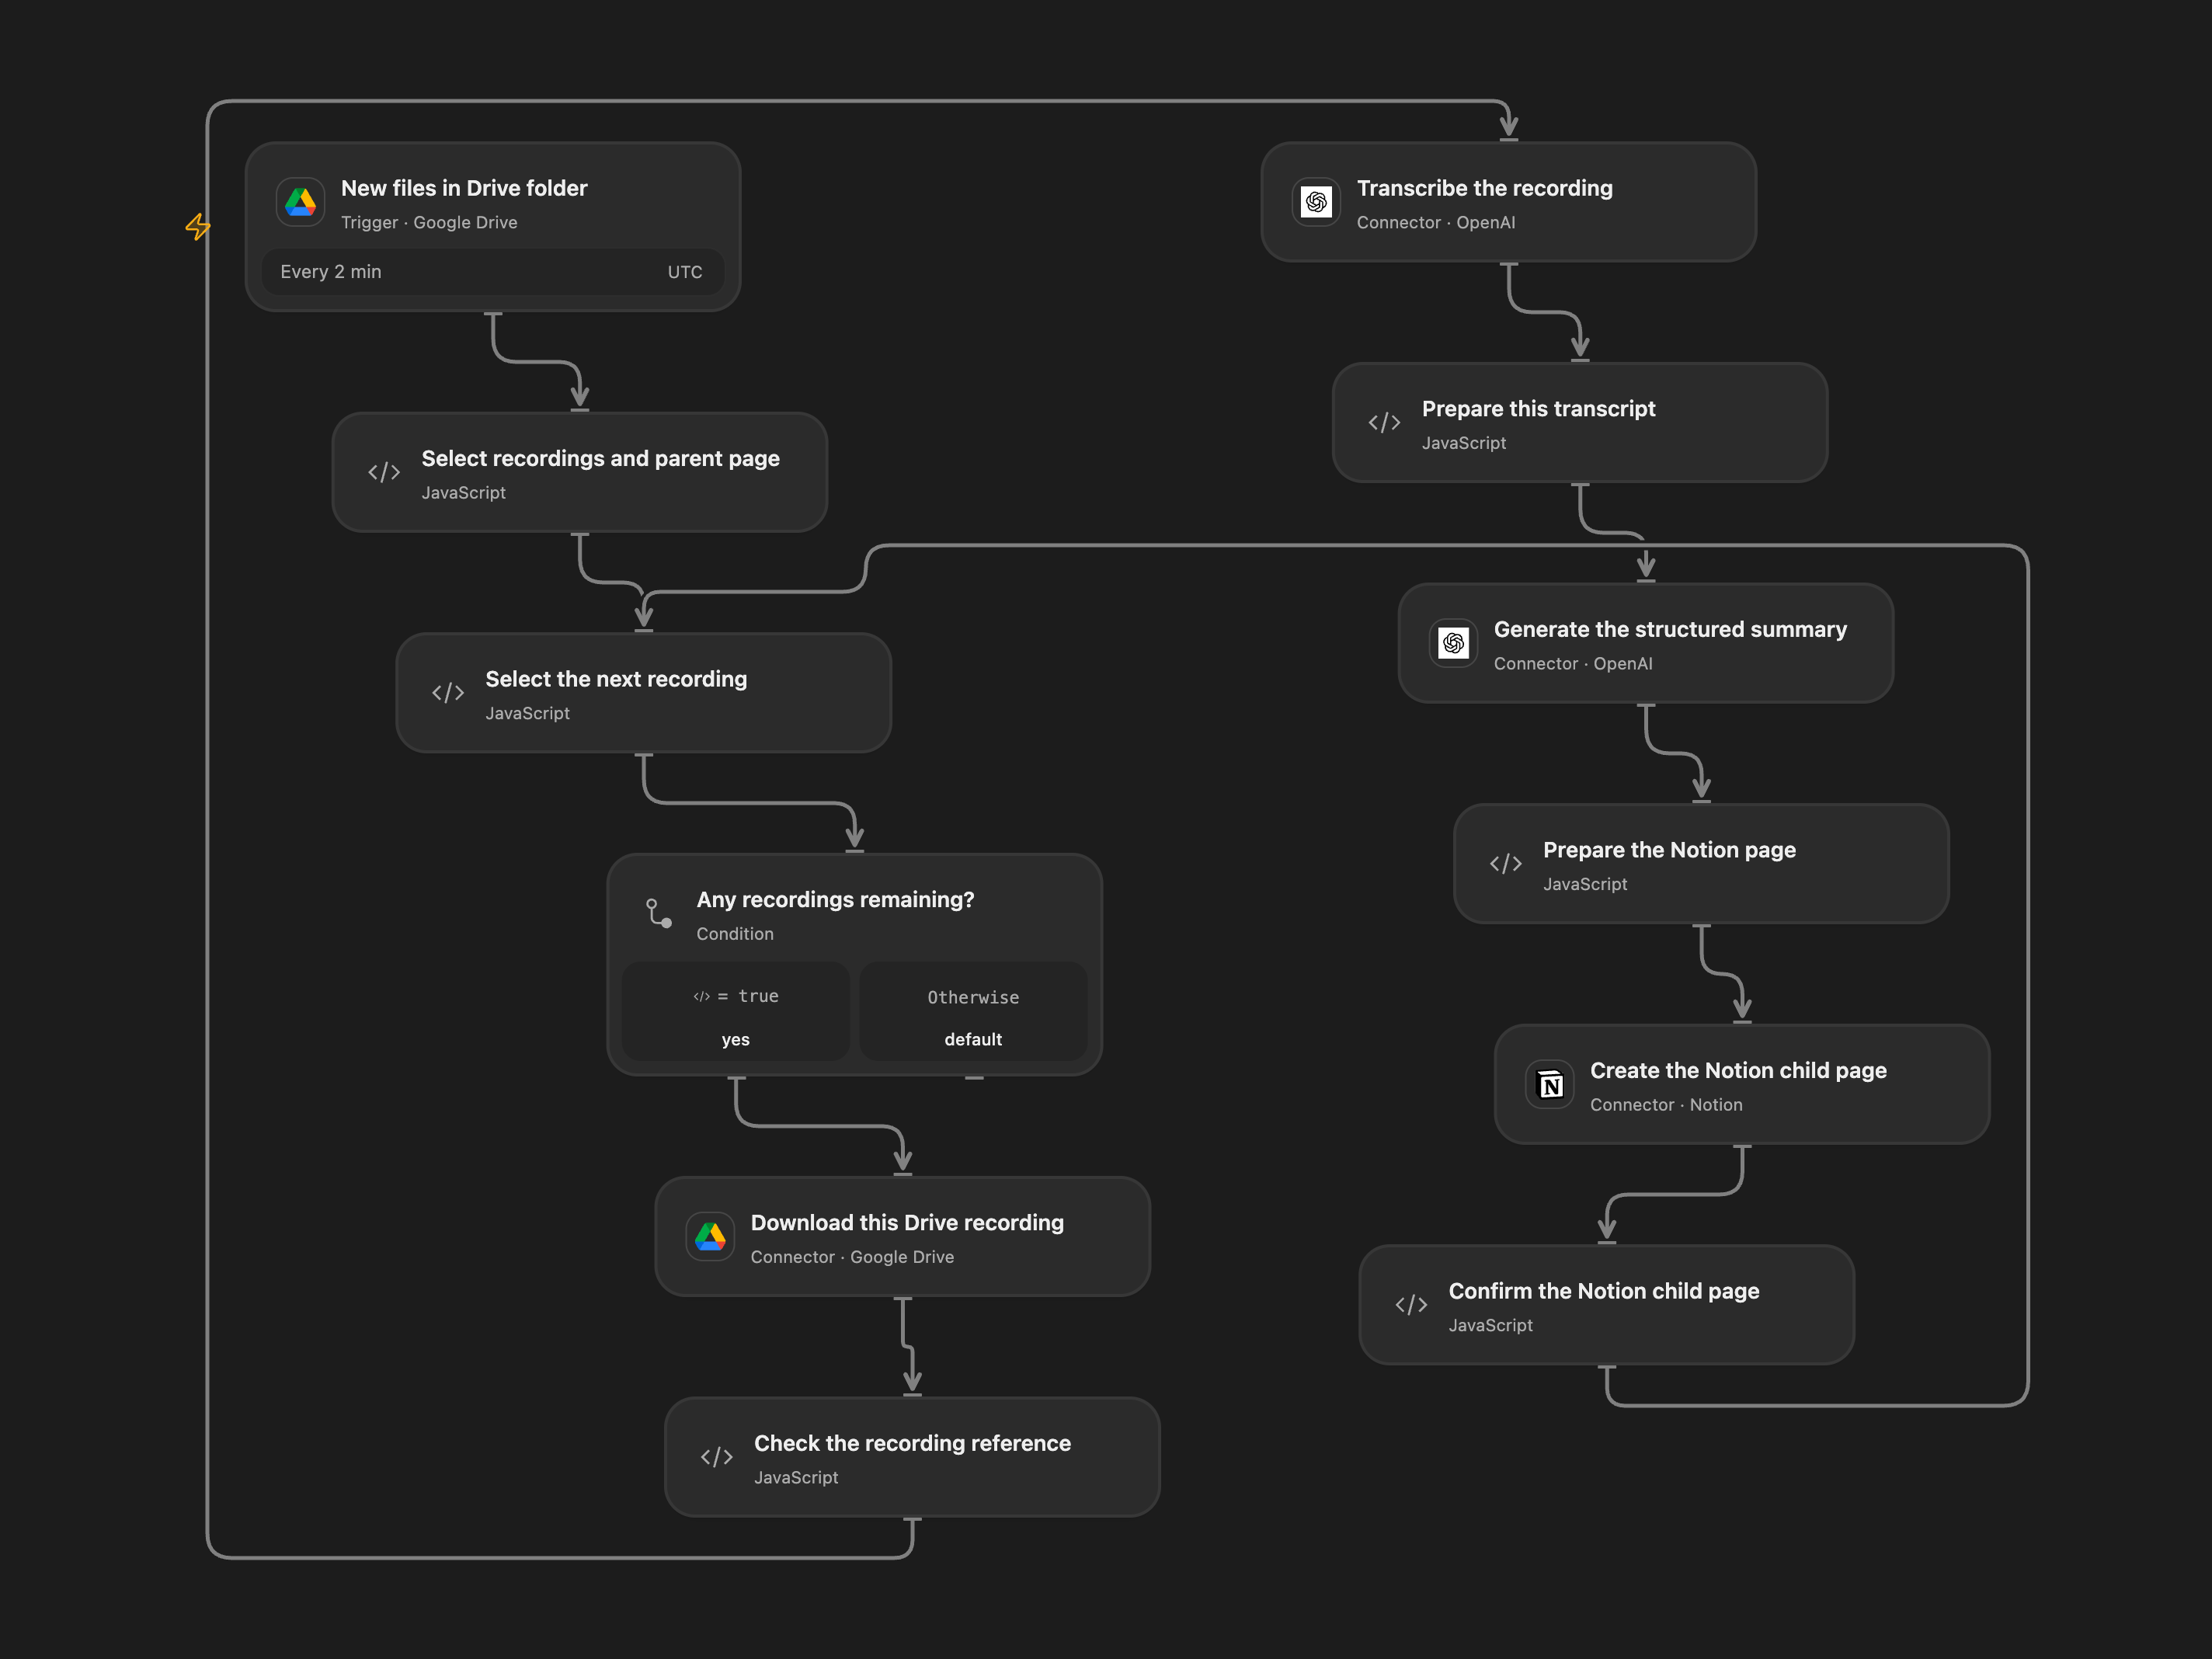 New files in Drive folder
Trigger · Google Drive
Every 2 min UTC
Select recordings and parent page
JavaScript
Select the next recording
JavaScript
Any recordings remaining?
Condition
</> = true
yes
Otherwise
default
Download this Drive recording
Connector · Google Drive
Check the recording reference
JavaScript
Transcribe the recording
Connector · OpenAI
Prepare this transcript
JavaScript
Generate the structured summary
Connector · OpenAI
Prepare the Notion page
JavaScript
Create the Notion child page
Connector · Notion
Confirm the Notion child page
JavaScript